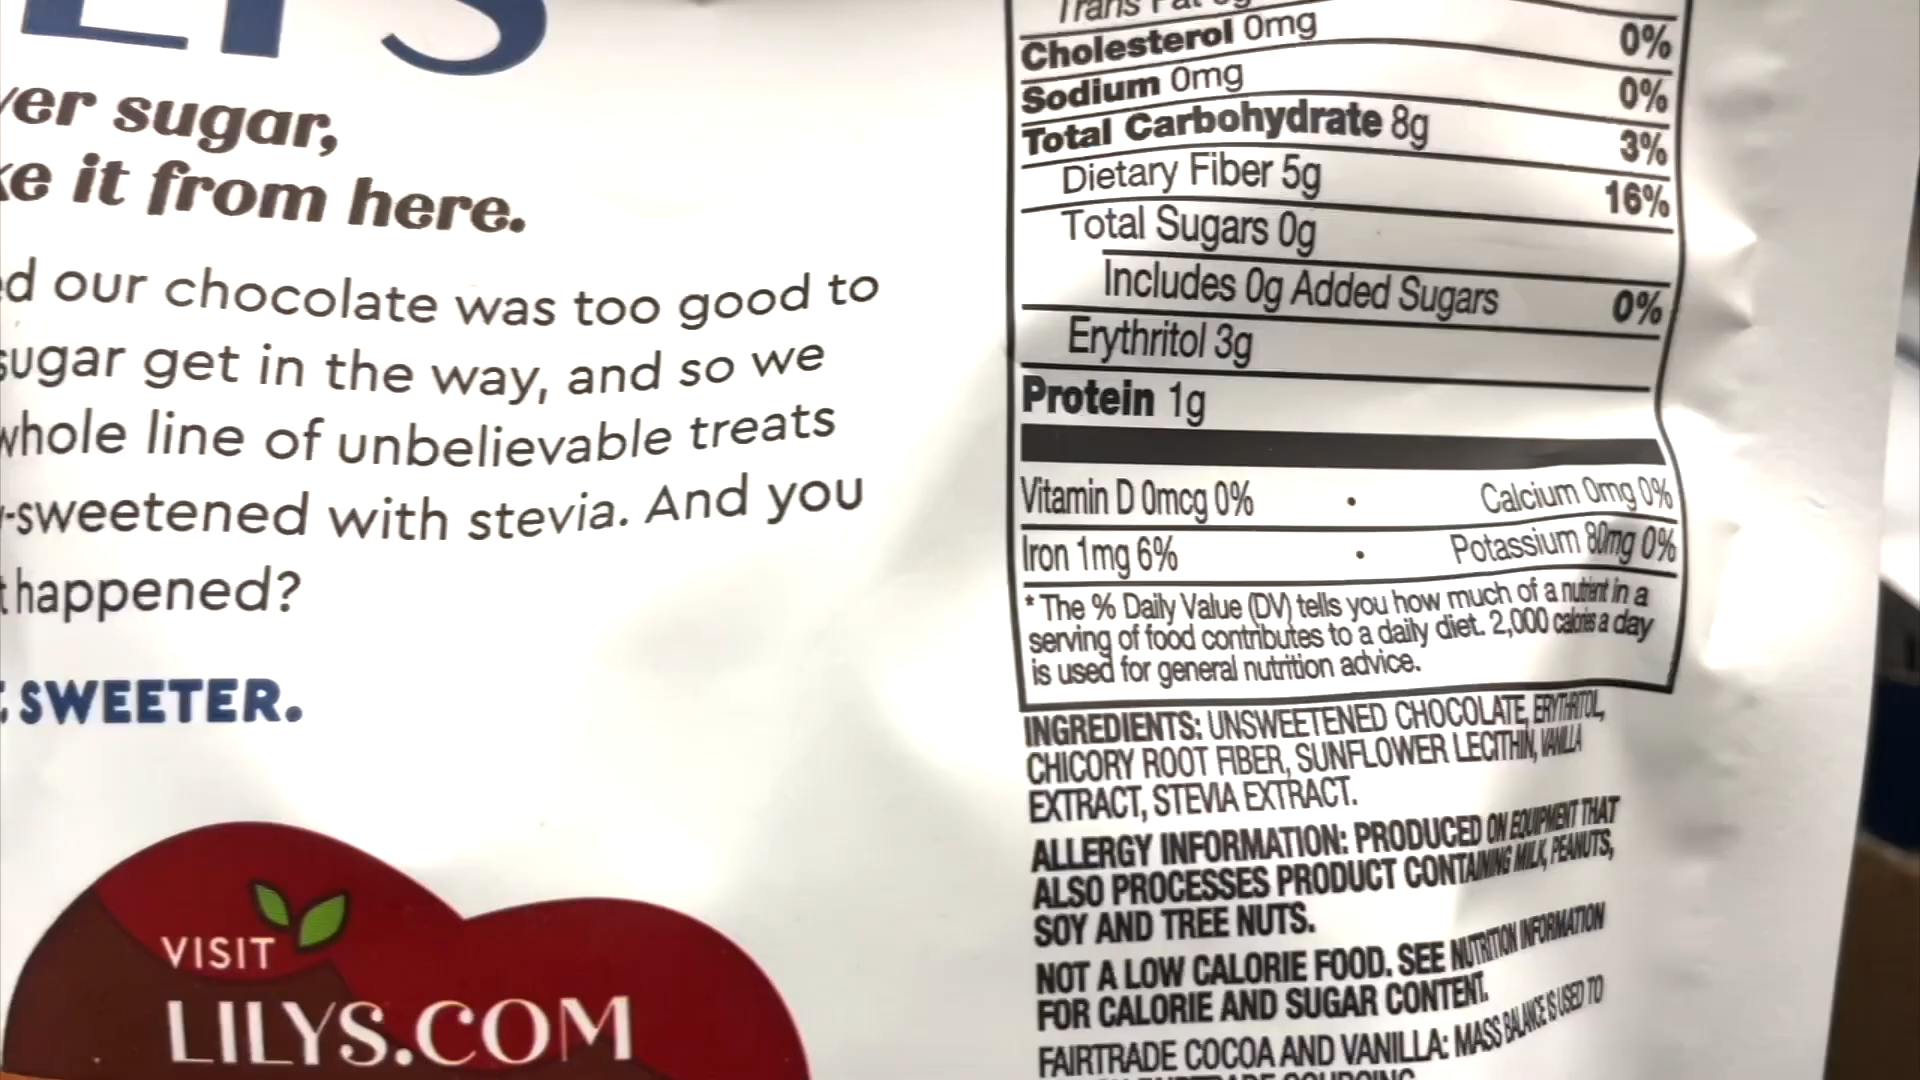 LY'S
er sugar,
e it from here.
d our chocolate was too good to
sugar get in the way, and so we
whole line of unbelievable treats
-sweetened with stevia. And you
happened?
SWEETER.
VISIT
LILYS.COM
Trans Fat 0g
Cholesterol 0mg 0%
Sodium 0mg 0%
Total Carbohydrate 8g 3%
Dietary Fiber 5g 16%
Total Sugars 0g
Includes 0g Added Sugars 0%
Erythritol 3g
Protein 1g
Vitamin D 0mcg 0% • Calcium 0mg 0%
Iron 1mg 6% • Potassium 80mg 0%
* The % Daily Value (DV) tells you how much of a nutrient in a
serving of food contributes to a daily diet. 2,000 calories a day
is used for general nutrition advice.
INGREDIENTS: UNSWEETENED CHOCOLATE, ERYTHRITOL,
CHICORY ROOT FIBER, SUNFLOWER LECITHIN, VANILLA
EXTRACT, STEVIA EXTRACT.
ALLERGY INFORMATION: PRODUCED ON EQUIPMENT THAT
ALSO PROCESSES PRODUCT CONTAINING MILK, PEANUTS,
SOY AND TREE NUTS.
NOT A LOW CALORIE FOOD. SEE NUTRITION INFORMATION
FOR CALORIE AND SUGAR CONTENT.
FAIRTRADE COCOA AND VANILLA: MASS BALANCE IS USED TO